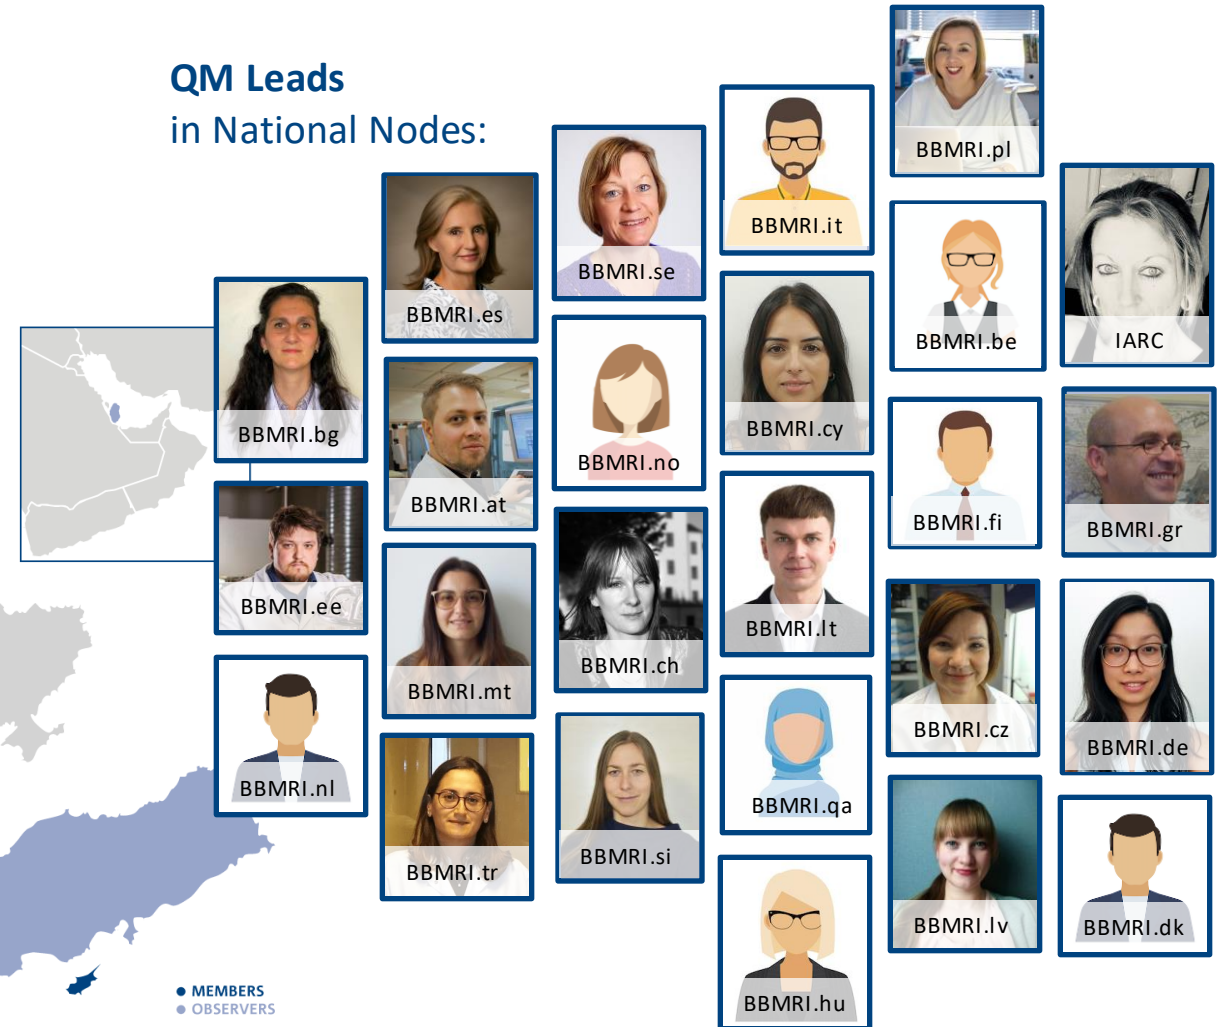 QM Leads
in National Nodes:
BBMRI.bg
BBMRI.ee
BBMRI.nl
BBMRI.es
BBMRI.at
BBMRI.mt
BBMRI.tr
BBMRI.se
BBMRI.no
BBMRI.ch
BBMRI.si
BBMRI.it
BBMRI.cy
BBMRI.lt
BBMRI.qa
BBMRI.hu
BBMRI.pl
BBMRI.be
BBMRI.fi
BBMRI.cz
BBMRI.lv
IARC
BBMRI.gr
BBMRI.de
BBMRI.dk
● MEMBERS
● OBSERVERS